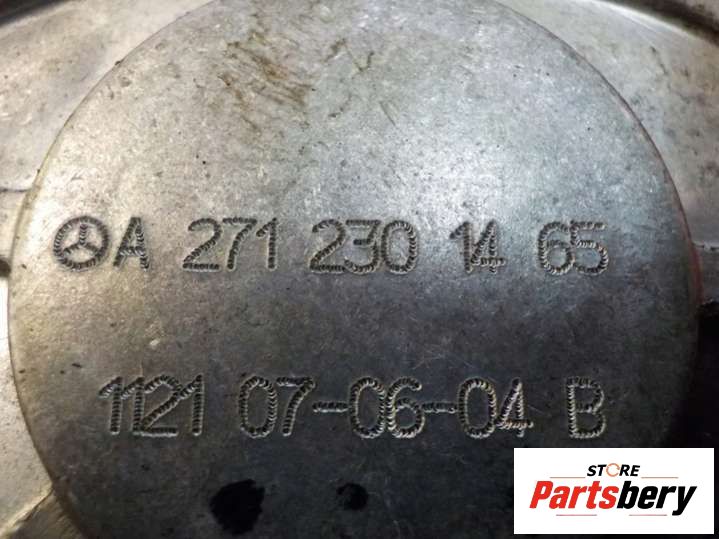 A 271 230 14 65
1121 07-06-04 B
STORE
Partsbery